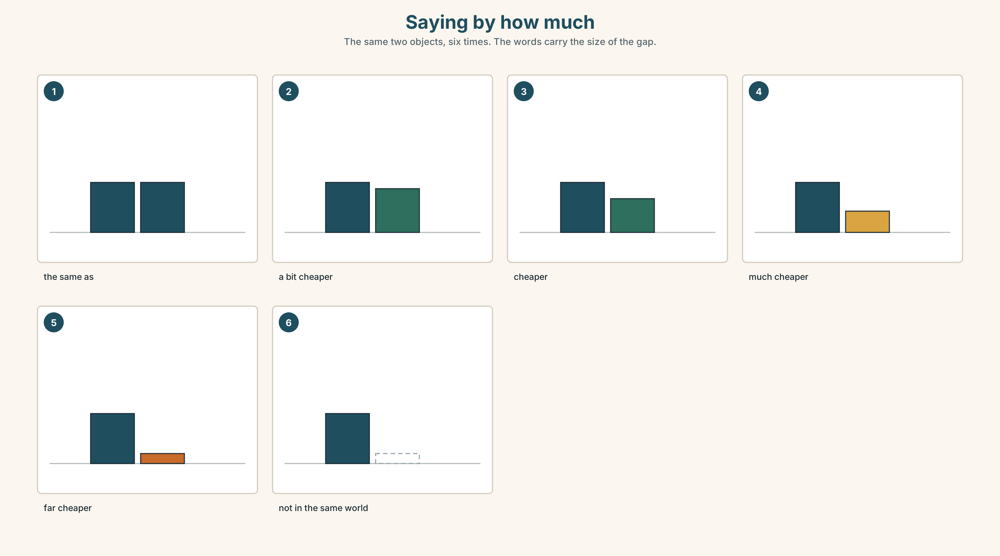 Saying by how much
The same two objects, six times. The words carry the size of the gap.
1
the same as
2
a bit cheaper
3
cheaper
4
much cheaper
5
far cheaper
6
not in the same world